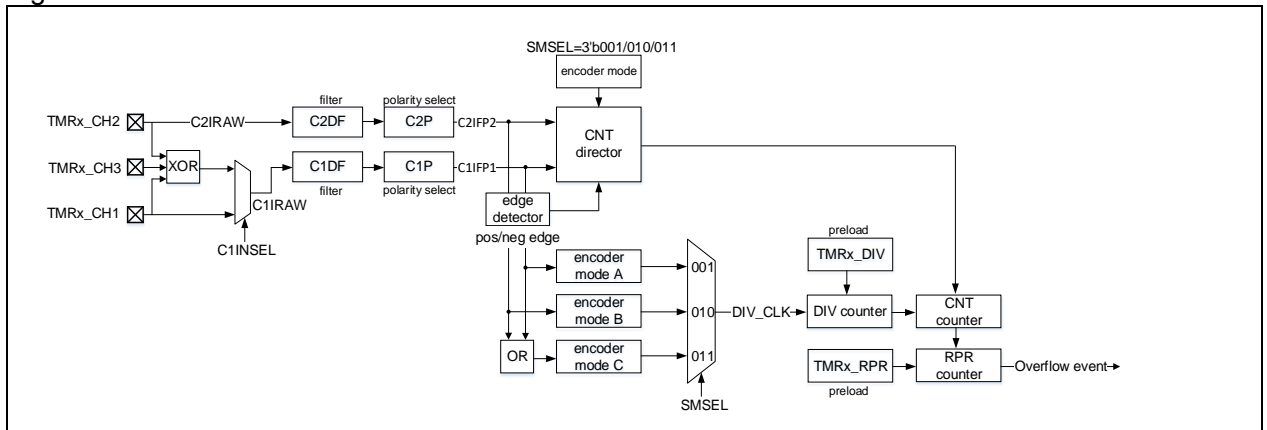 SMSEL=3'b001/010/011
encoder mode
filter
polarity select
TMRx_CH2
C2IRAW
C2DF
C2P
C2IFP2
CNT
director
TMRx_CH3
XOR
C1DF
C1P
C1IFP1
filter
polarity select
C1IRAW
TMRx_CH1
C1INSEL
edge
detector
pos/neg edge
encoder
mode A
001
preload
TMRx_DIV
encoder
mode B
010
DIV_CLK
DIV counter
CNT
counter
OR
encoder
mode C
011
TMRx_RPR
preload
RPR
counter
Overflow event
SMSEL